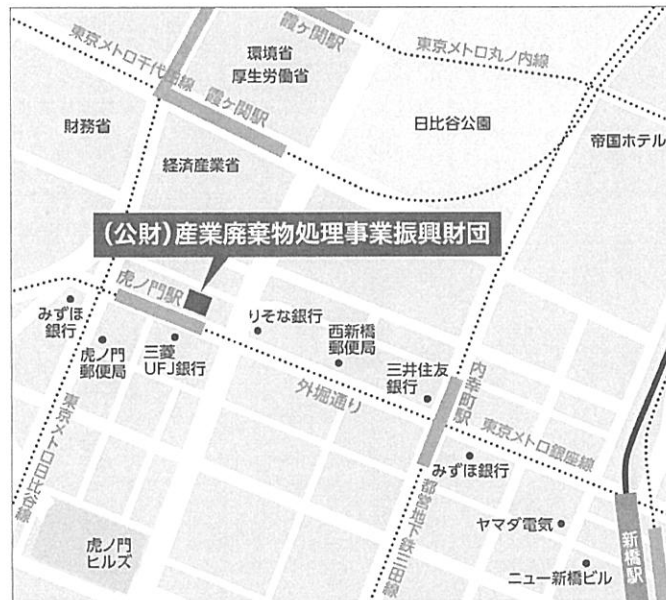 霞ヶ関駅
東京メトロ丸ノ内線
環境省
厚生労働省
東京メトロ千代田線
霞ヶ関駅
財務省
日比谷公園
帝国ホテル
経済産業省
(公財)産業廃棄物処理事業振興財団
虎ノ門駅
みずほ
銀行
りそな銀行
西新橋
郵便局
虎ノ門
郵便局
三菱
UFJ銀行
三井住友
銀行
内幸町駅
外堀通り
東京メトロ銀座線
東京メトロ日比谷線
みずほ銀行
都営地下鉄三田線
ヤマダ電気
新橋駅
虎ノ門
ヒルズ
ニュー新橋ビル